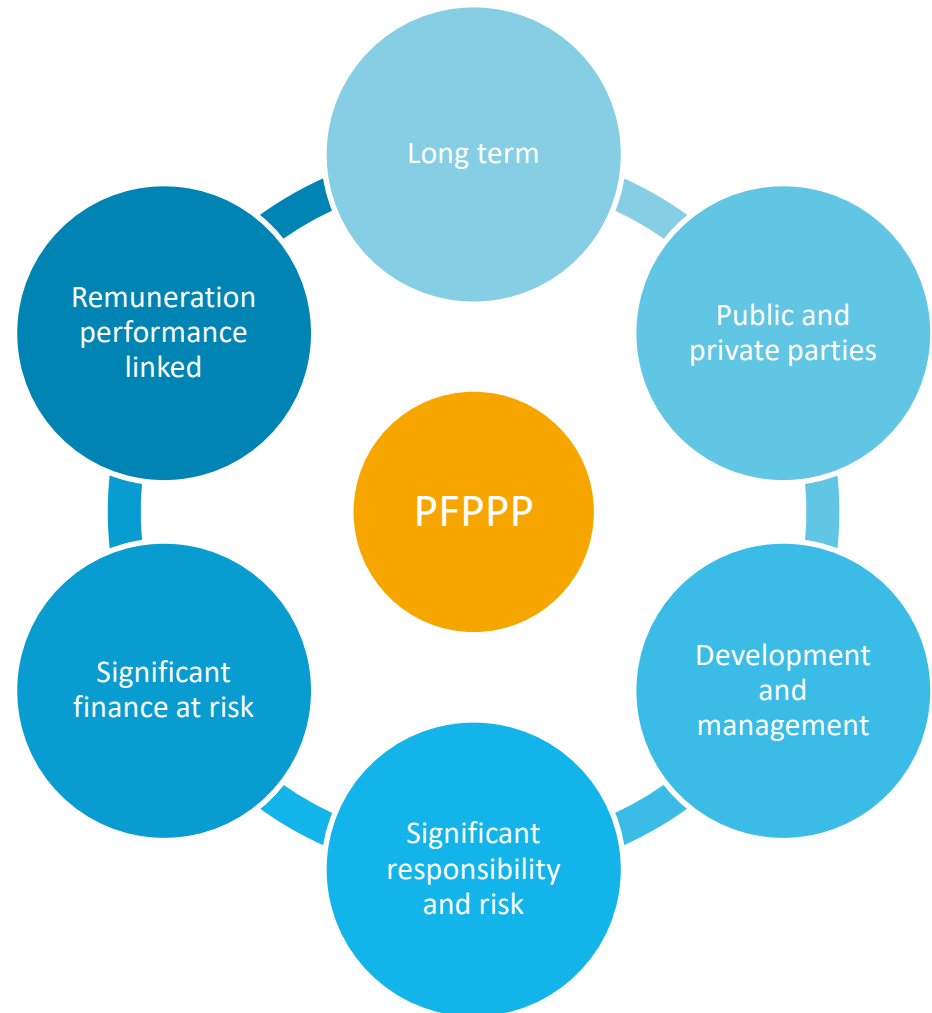 Long term
Public and
private parties
Development
and
management
Significant
responsibility
and risk
Significant
finance at risk
Remuneration
performance
linked
PFPPP